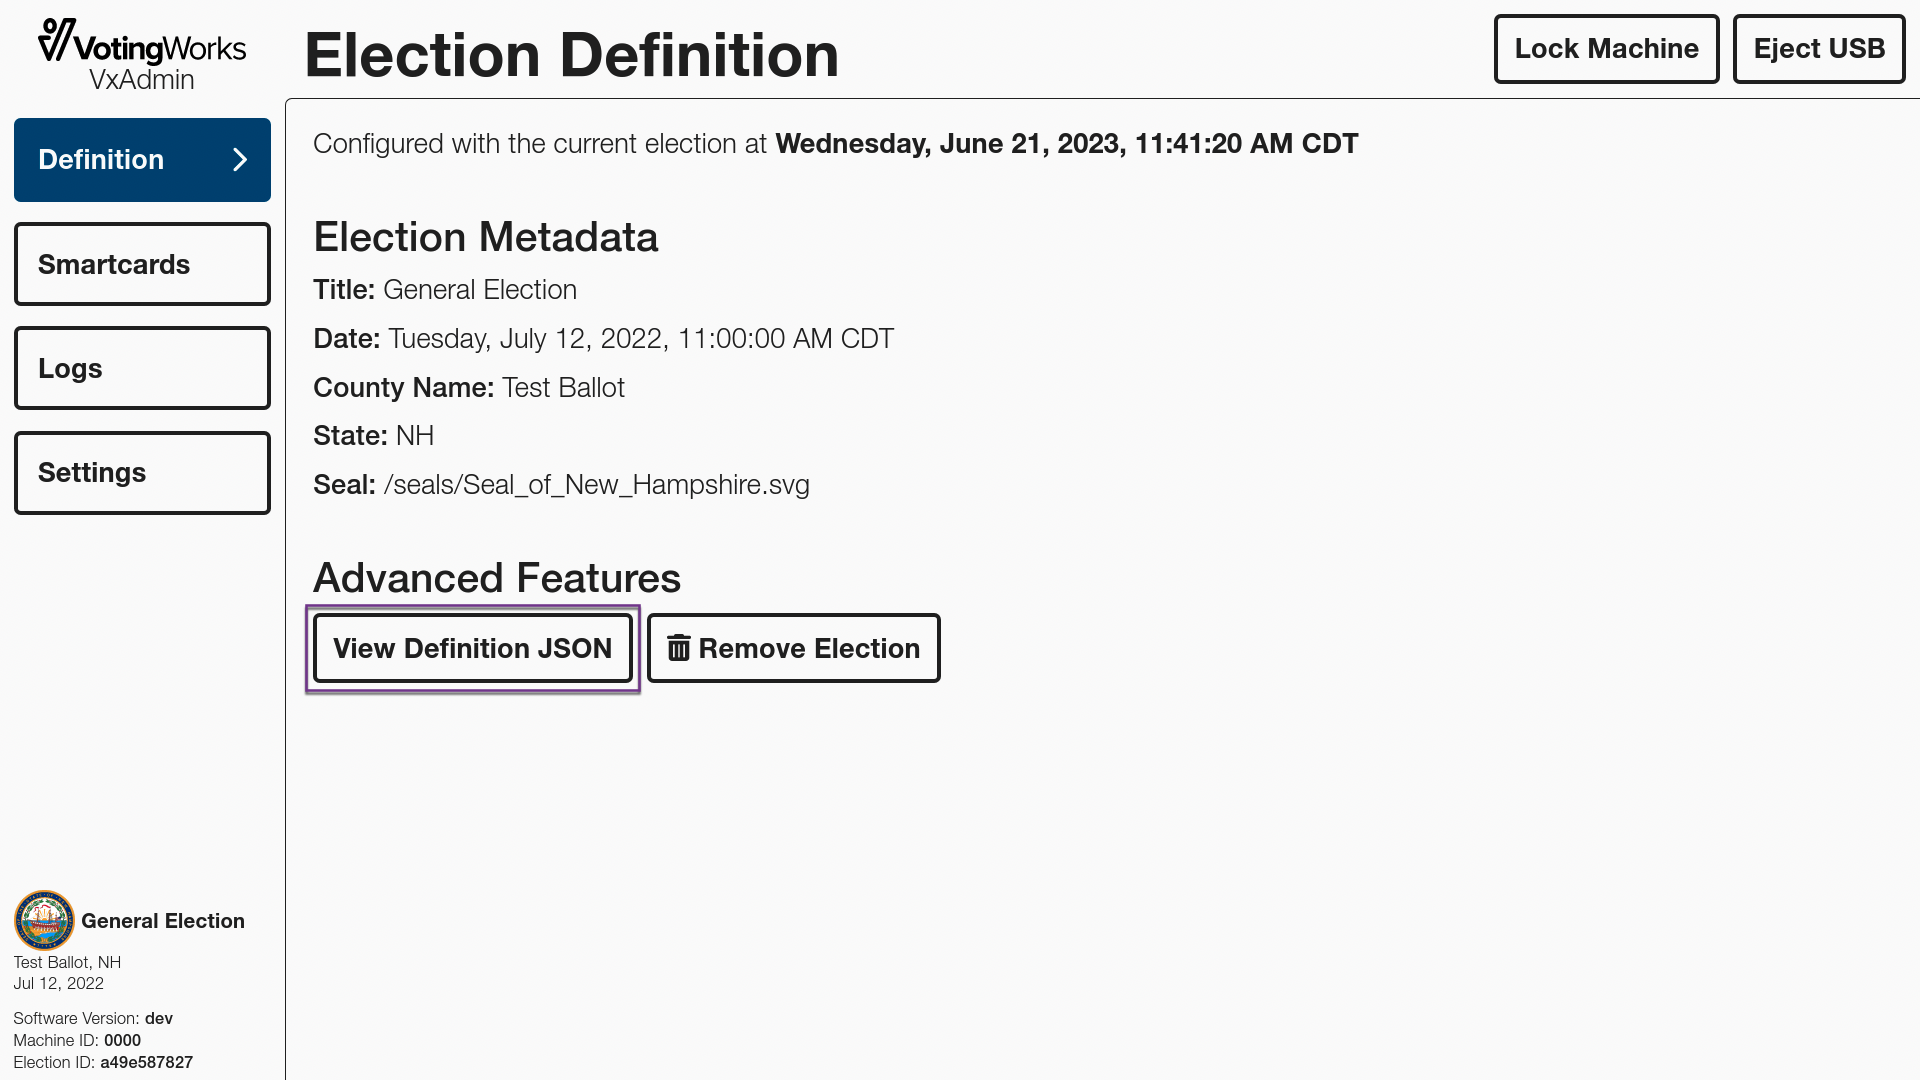 VotingWorks
VxAdmin
Election Definition
Lock Machine
Eject USB
Definition
Smartcards
Logs
Settings
Configured with the current election at Wednesday, June 21, 2023, 11:41:20 AM CDT
Election Metadata
Title: General Election
Date: Tuesday, July 12, 2022, 11:00:00 AM CDT
County Name: Test Ballot
State: NH
Seal: /seals/Seal_of_New_Hampshire.svg
Advanced Features
View Definition JSON
Remove Election
General Election
Test Ballot, NH
Jul 12, 2022
Software Version: dev
Machine ID: 0000
Election ID: a49e587827